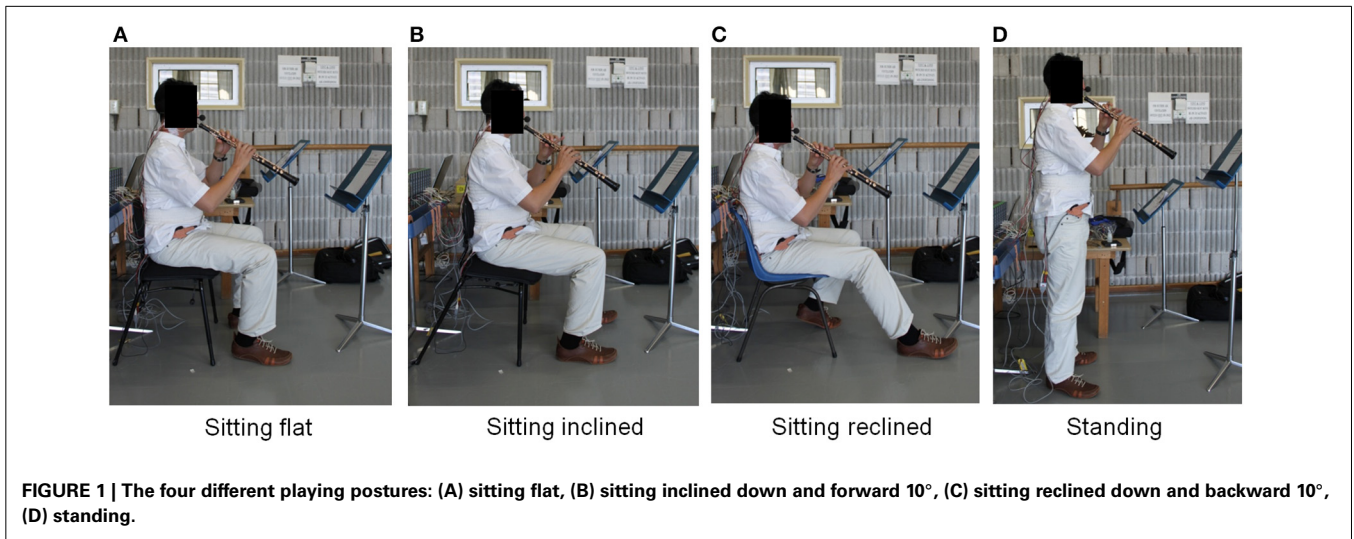 A
B
C
D
Sitting flat
Sitting inclined
Sitting reclined
Standing
FIGURE 1 | The four different playing postures: (A) sitting flat, (B) sitting inclined down and forward 10°, (C) sitting reclined down and backward 10°,
(D) standing.